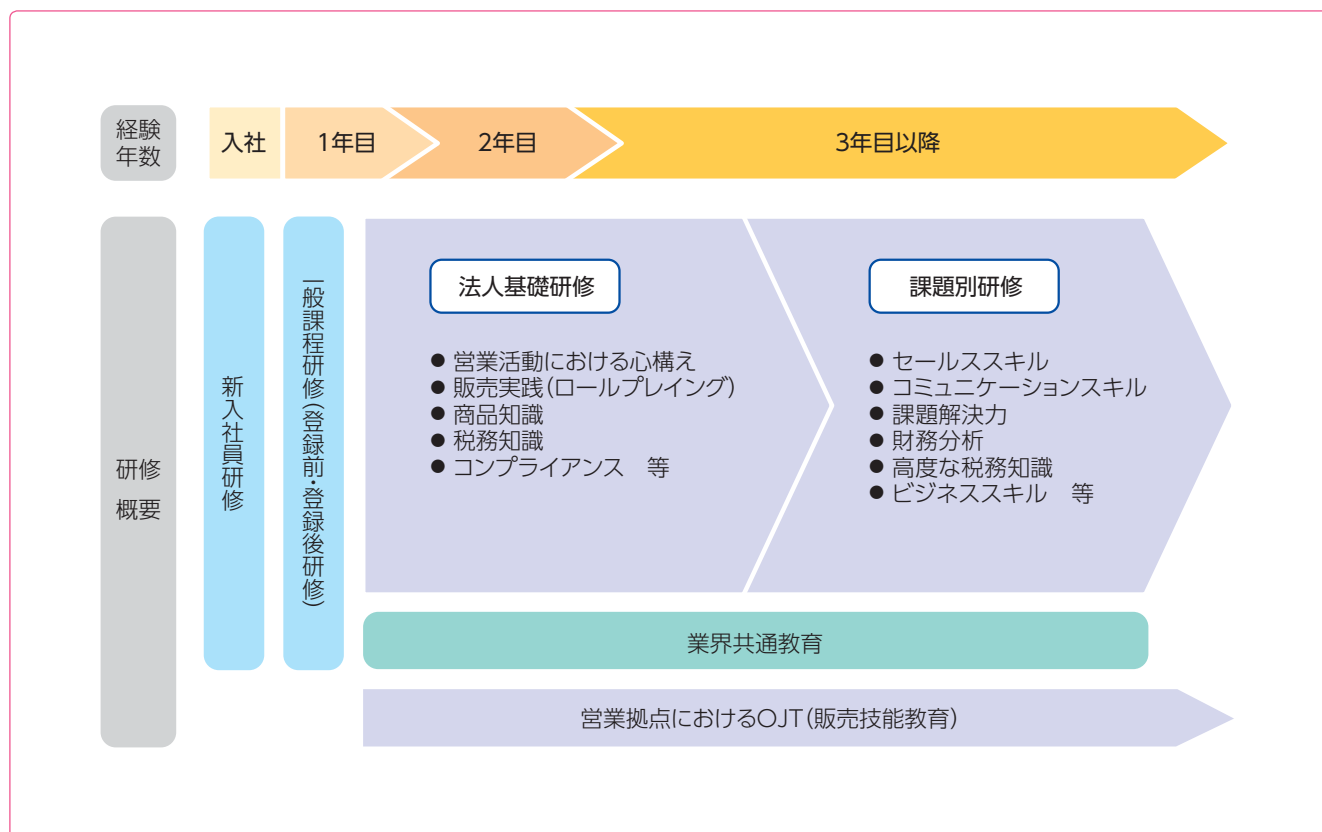 経験
年数
入社
1年目
2年目
3年目以降
研修
概要
新入社員研修
一般課程研修(登録前・登録後研修)
法人基礎研修
● 営業活動における心構え
● 販売実践(ロールプレイング)
● 商品知識
● 税務知識
● コンプライアンス　等
課題別研修
● セールススキル
● コミュニケーションスキル
● 課題解決力
● 財務分析
● 高度な税務知識
● ビジネススキル　等
業界共通教育
営業拠点におけるOJT(販売技能教育)